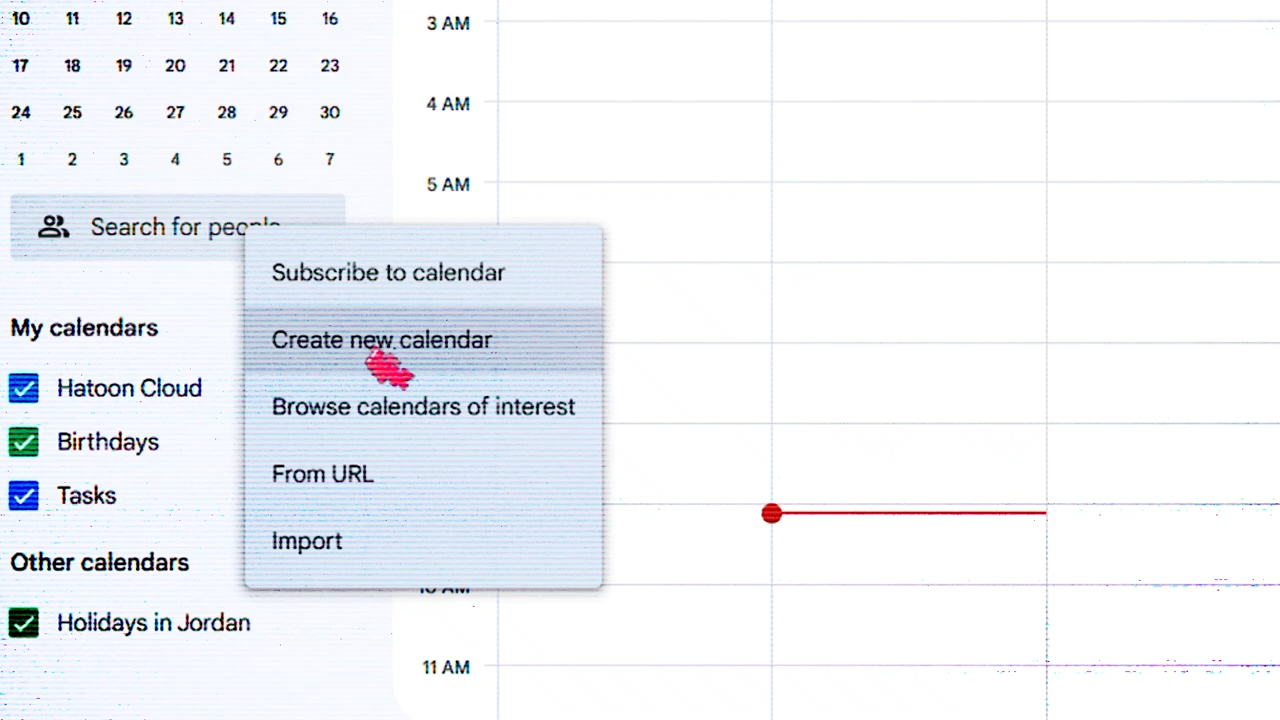 10 11 12 13 14 15 16
17 18 19 20 21 22 23
24 25 26 27 28 29 30
1 2 3 4 5 6 7
Search for people
My calendars
Hatoon Cloud
Birthdays
Tasks
Other calendars
Holidays in Jordan
Subscribe to calendar
Create new calendar
Browse calendars of interest
From URL
Import
3 AM
4 AM
5 AM
10 AM
11 AM